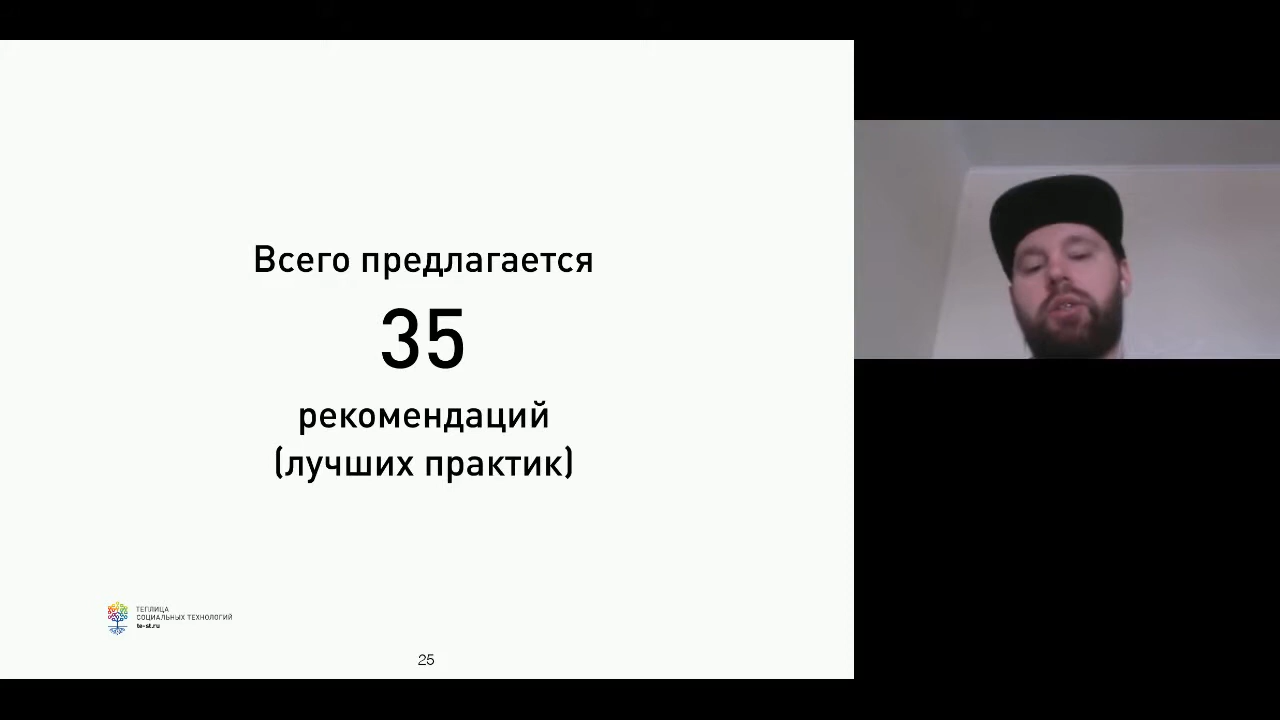 Всего предлагается
35
рекомендаций
(лучших практик)
ТЕПЛИЦА
СОЦИАЛЬНЫХ ТЕХНОЛОГИЙ
te-st.ru
25